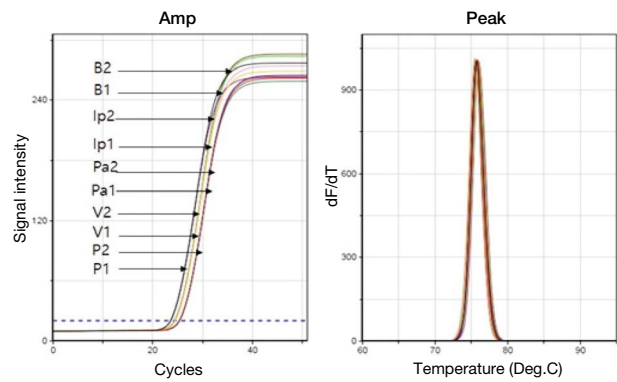 Amp
B2
B1
Ip2
Ip1
Pa2
Pa1
V2
V1
P2
P1
240
120
0
0
20
40
Signal intensity
Cycles
Peak
900
600
300
0
60
70
80
90
dF/dT
Temperature (Deg.C)